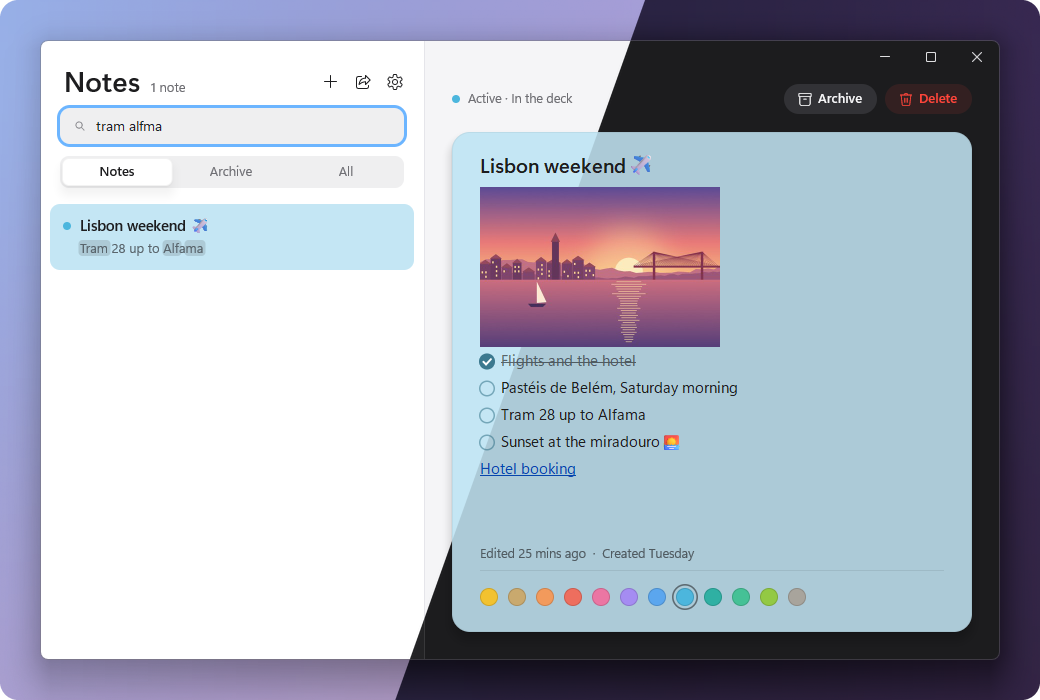 Notes
1 note
tram alfma
Notes
Archive
All
Lisbon weekend ✈️
Tram 28 up to Alfama
Active · In the deck
Archive
Delete
Lisbon weekend ✈️
Flights and the hotel
Pastéis de Belém, Saturday morning
Tram 28 up to Alfama
Sunset at the miradouro 🌅
Hotel booking
Edited 25 mins ago · Created Tuesday